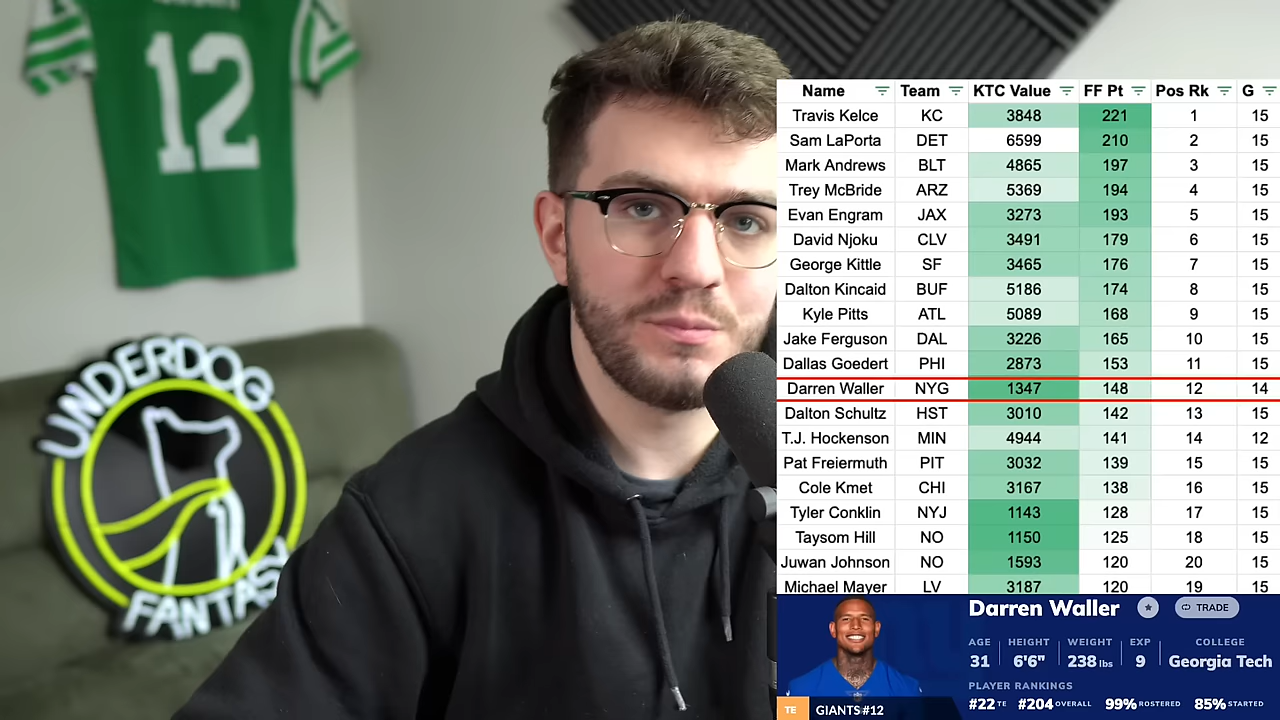 12
UNDERDOG
FANTASY
Name Team KTC Value FF Pt Pos Rk G
Travis Kelce KC 3848 221 1 15
Sam LaPorta DET 6599 210 2 15
Mark Andrews BLT 4865 197 3 15
Trey McBride ARZ 5369 194 4 15
Evan Engram JAX 3273 193 5 15
David Njoku CLV 3491 179 6 15
George Kittle SF 3465 176 7 15
Dalton Kincaid BUF 5186 174 8 15
Kyle Pitts ATL 5089 168 9 15
Jake Ferguson DAL 3226 165 10 15
Dallas Goedert PHI 2873 153 11 15
Darren Waller NYG 1347 148 12 14
Dalton Schultz HST 3010 142 13 15
T.J. Hockenson MIN 4944 141 14 12
Pat Freiermuth PIT 3032 139 15 15
Cole Kmet CHI 3167 138 16 15
Tyler Conklin NYJ 1143 128 17 15
Taysom Hill NO 1150 125 18 15
Juwan Johnson NO 1593 120 20 15
Michael Mayer LV 3187 120 19 15
Darren Waller TRADE
AGE HEIGHT WEIGHT EXP COLLEGE
31 6'6" 238 lbs 9 Georgia Tech
PLAYER RANKINGS
#22 TE #204 OVERALL 99% ROSTERED 85% STARTED
TE GIANTS #12